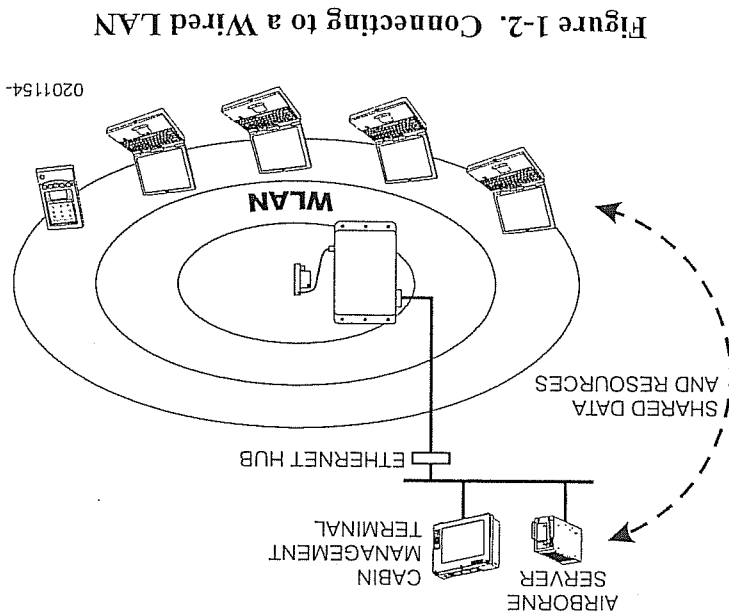 AIRBORNE
SERVER
CABIN
MANAGEMENT
TERMINAL
ETHERNET HUB
SHARED DATA
AND RESOURCES
WLAN
0201154-
Figure 1-2. Connecting to a Wired LAN